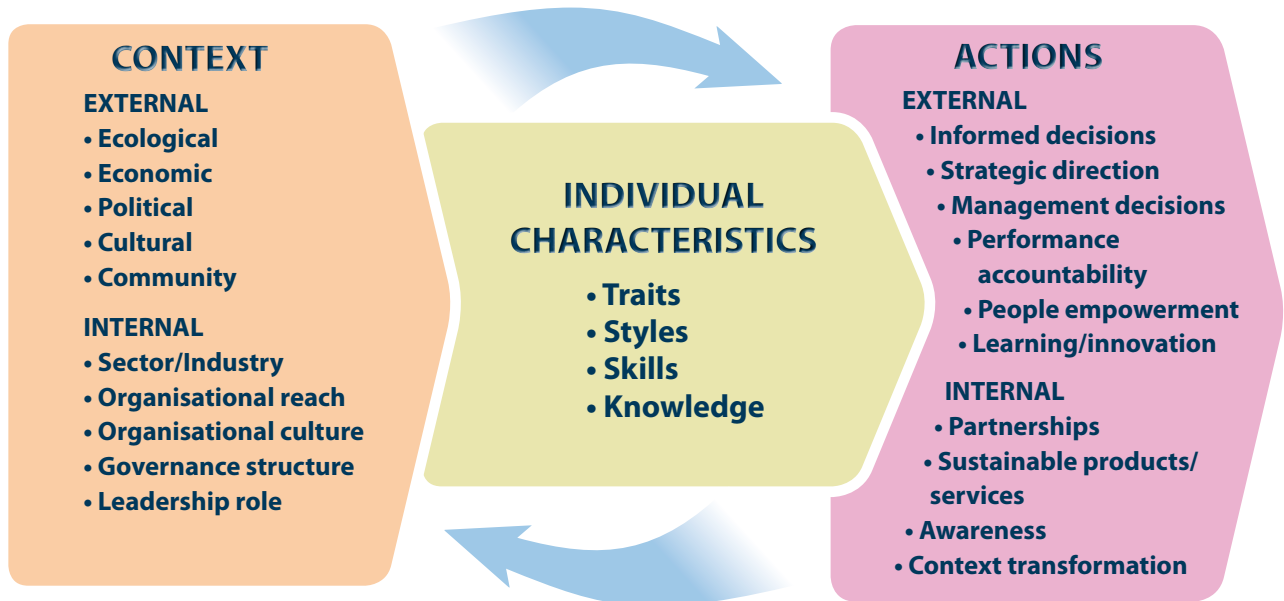 CONTEXT
EXTERNAL
• Ecological
• Economic
• Political
• Cultural
• Community
INTERNAL
• Sector/Industry
• Organisational reach
• Organisational culture
• Governance structure
• Leadership role
INDIVIDUAL
CHARACTERISTICS
• Traits
• Styles
• Skills
• Knowledge
ACTIONS
EXTERNAL
• Informed decisions
• Strategic direction
• Management decisions
• Performance
accountability
• People empowerment
• Learning/innovation
INTERNAL
• Partnerships
• Sustainable products/
services
• Awareness
• Context transformation